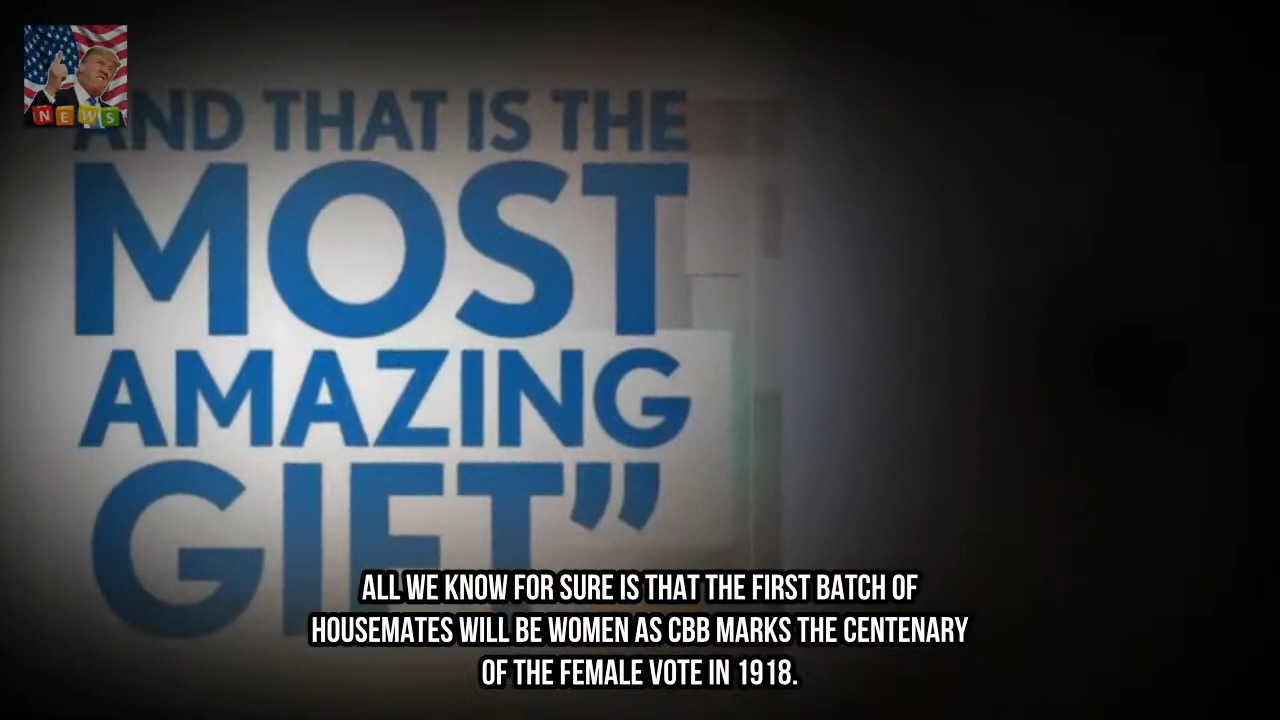 NEWS
AND THAT IS THE
MOST
AMAZING
GIFT”
ALL WE KNOW FOR SURE IS THAT THE FIRST BATCH OF
HOUSEMATES WILL BE WOMEN AS CBB MARKS THE CENTENARY
OF THE FEMALE VOTE IN 1918.